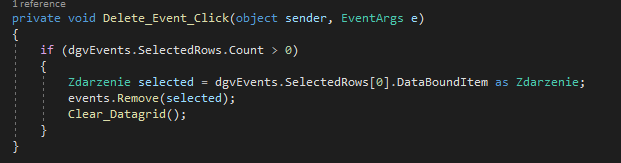 1 reference
private void Delete_Event_Click(object sender, EventArgs e)
{
if (dgvEvents.SelectedRows.Count > 0)
{
Zdarzenie selected = dgvEvents.SelectedRows[0].DataBoundItem as Zdarzenie;
events.Remove(selected);
Clear_Datagrid();
}
}